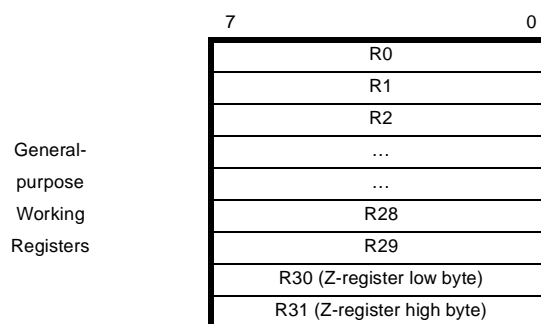 7 0
R0
R1
R2
General- …
purpose …
Working R28
Registers R29
R30 (Z-register low byte)
R31 (Z-register high byte)